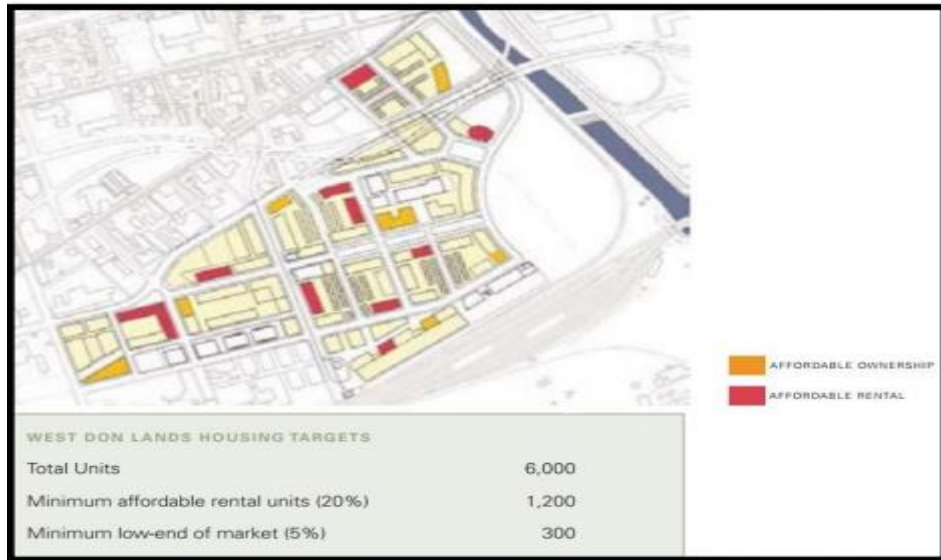 AFFORDABLE OWNERSHIP
AFFORDABLE RENTAL
WEST DON LANDS HOUSING TARGETS
Total Units 6,000
Minimum affordable rental units (20%) 1,200
Minimum low-end of market (5%) 300